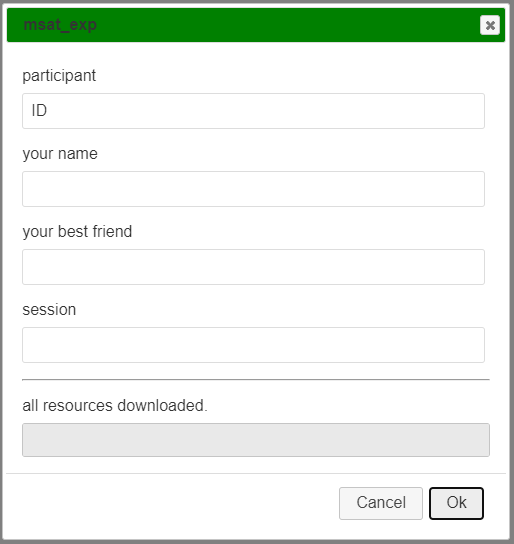 msat_exp
participant
ID
your name
your best friend
session
all resources downloaded.
Cancel Ok